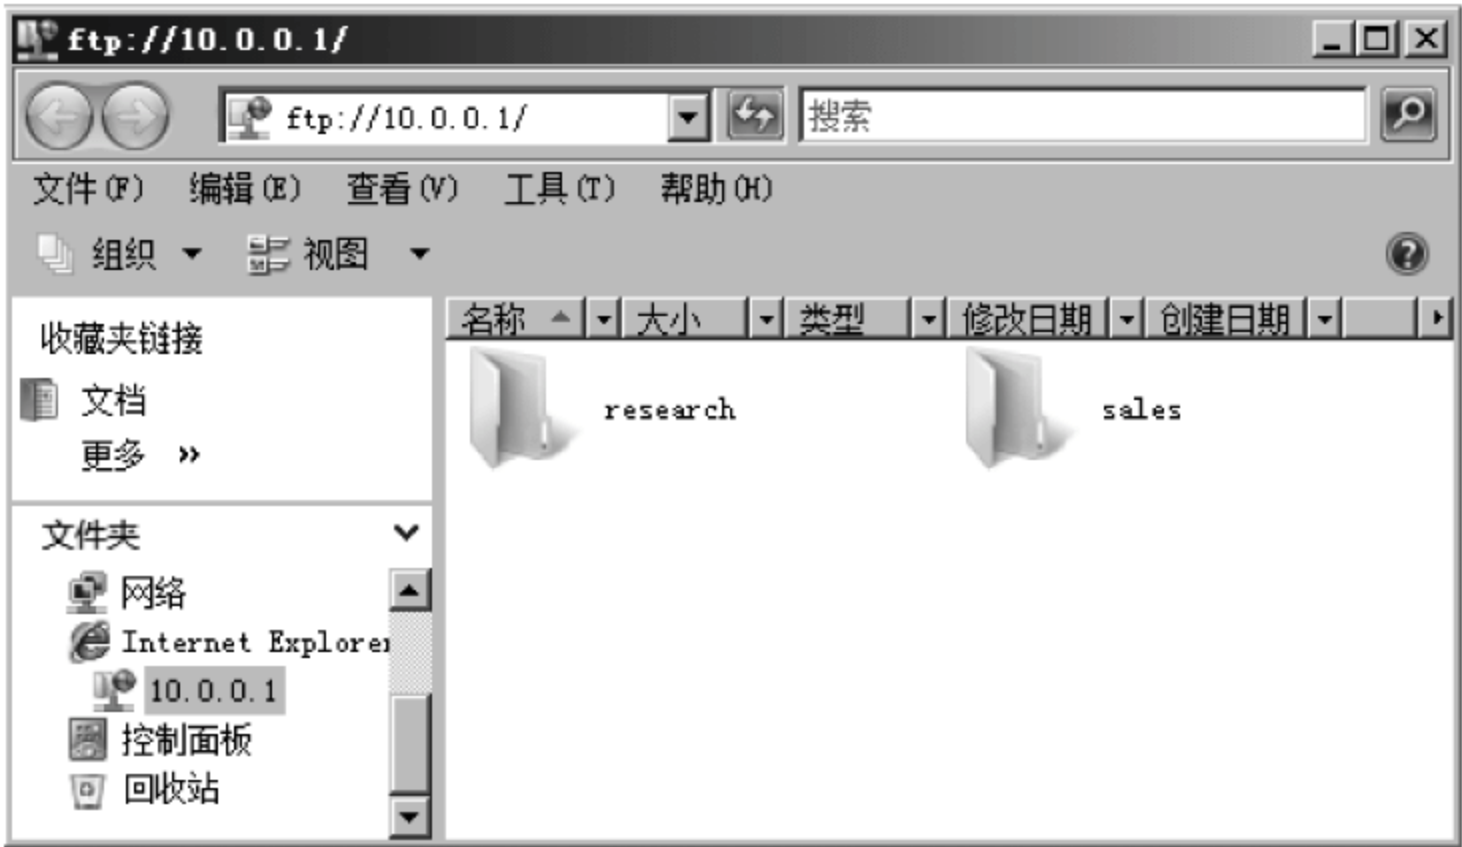 ftp://10.0.0.1/
ftp://10.0.0.1/ 搜索
文件(F) 编辑(E) 查看(V) 工具(T) 帮助(H)
组织 视图
收藏夹链接
文档
更多 »
文件夹
网络
Internet Explorer
10.0.0.1
控制面板
回收站
名称 大小 类型 修改日期 创建日期
research sales